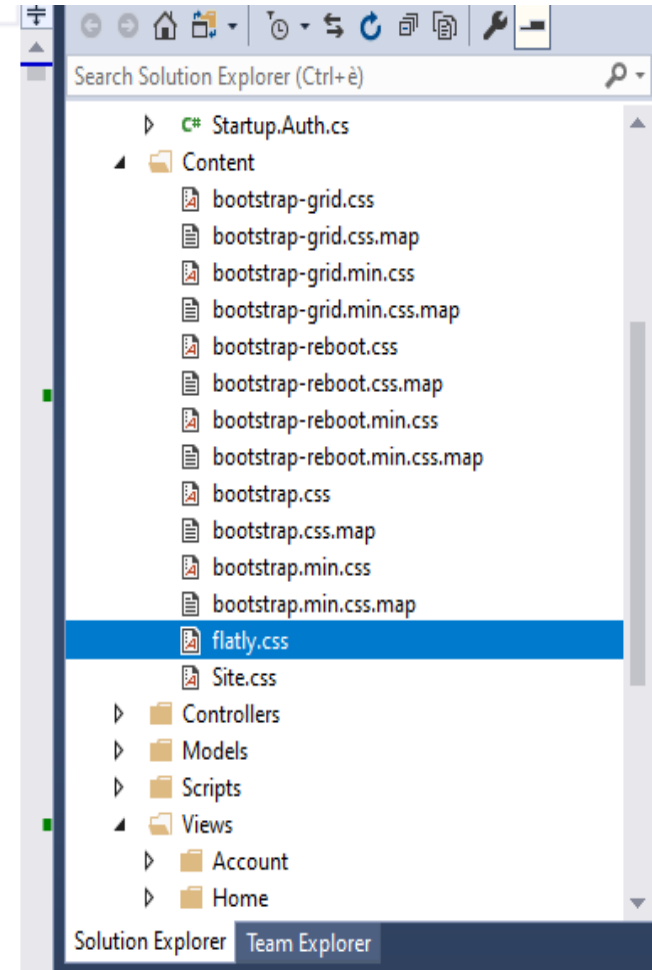 Search Solution Explorer (Ctrl+è)
C# Startup.Auth.cs
Content
bootstrap-grid.css
bootstrap-grid.css.map
bootstrap-grid.min.css
bootstrap-grid.min.css.map
bootstrap-reboot.css
bootstrap-reboot.css.map
bootstrap-reboot.min.css
bootstrap-reboot.min.css.map
bootstrap.css
bootstrap.css.map
bootstrap.min.css
bootstrap.min.css.map
flatly.css
Site.css
Controllers
Models
Scripts
Views
Account
Home
Solution Explorer Team Explorer